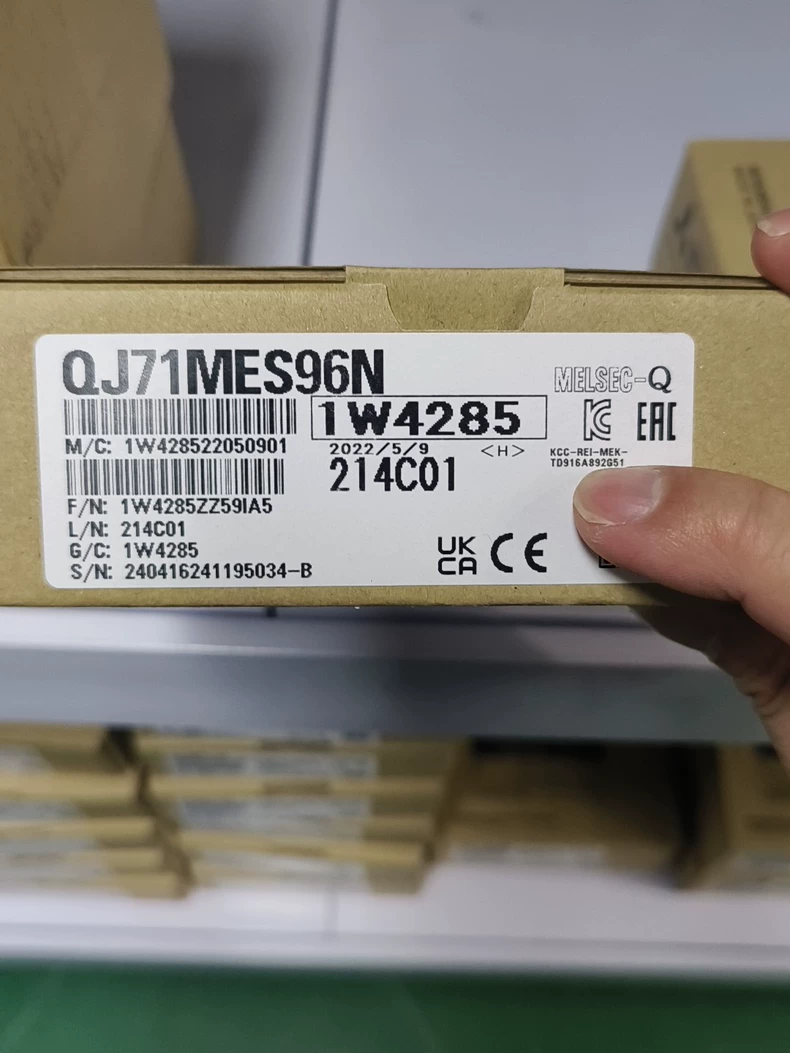 QJ71MES96N
MELSEC-Q
1W4285
M/C: 1W428522050901
2022/5/9 <H>
KCC-REI-MEK-
TD916A892G51
214C01
EAC
F/N: 1W4285ZZ59IA5
L/N: 214C01
G/C: 1W4285
S/N: 240416241195034-B
UK
CA
CE